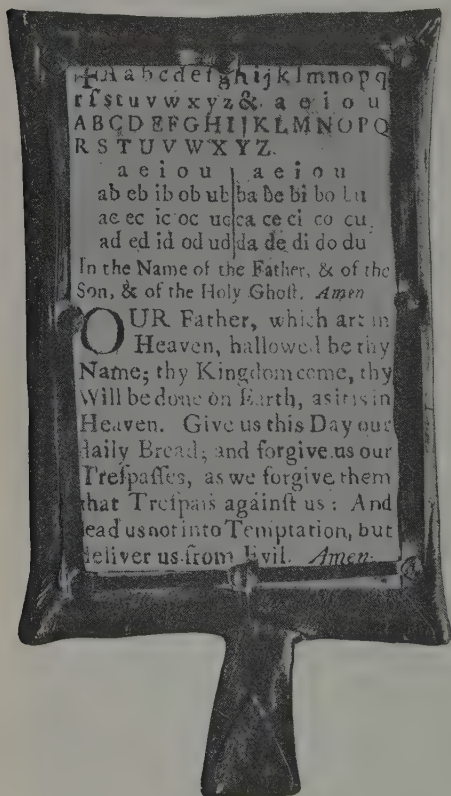 ✠Aabcdefghijklmnopq
rſstuvwxyz& a e i o u
ABCDEFGHIJKLMNOPQ
RSTUVWXYZ.
a e i o u | a e i o u
ab eb ib ob ub | ba be bi bo bu
ac ec ic oc uc | ca ce ci co cu
ad ed id od ud | da de di do du
In the Name of the Father, & of the
Son, & of the Holy Ghoſt. Amen
OUR Father, which art in
Heaven, hallowed be thy
Name; thy Kingdom come, thy
Will be done on Earth, as it is in
Heaven. Give us this Day our
daily Bread; and forgive us our
Treſpaſſes, as we forgive them
that Treſpaſs againſt us: And
lead us not into Temptation, but
deliver us from Evil. Amen.